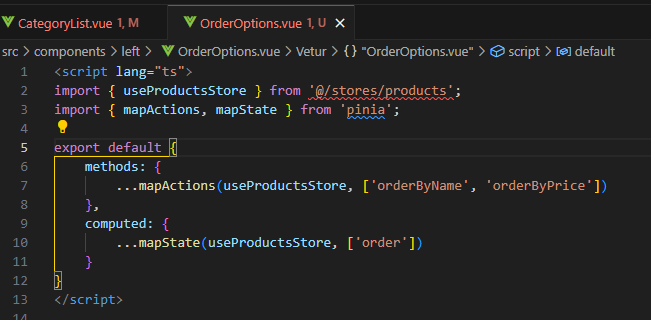 CategoryList.vue 1, M OrderOptions.vue 1, U ×
src > components > left > OrderOptions.vue > Vetur > {} "OrderOptions.vue" > script > default
1 <script lang="ts">
2 import { useProductsStore } from '@/stores/products';
3 import { mapActions, mapState } from 'pinia';
4
5 export default {
6     methods: {
7         ...mapActions(useProductsStore, ['orderByName', 'orderByPrice'])
8     },
9     computed: {
10         ...mapState(useProductsStore, ['order'])
11     }
12 }
13 </script>
14